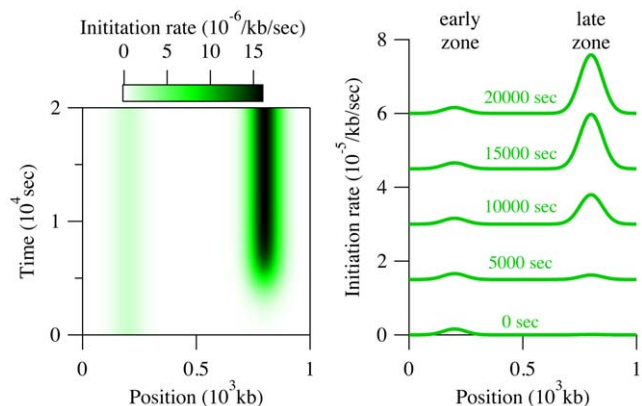 Inititation rate (10⁻⁶/kb/sec)
0 5 10 15
2
1
0
Time (10⁴sec)
0 0.5 1
Position (10³kb)
early zone
late zone
8
6
4
2
0
Initiation rate (10⁻⁵/kb/sec)
20000 sec
15000 sec
10000 sec
5000 sec
0 sec
0 0.5 1
Position (10³kb)